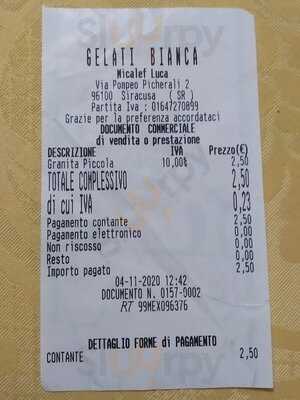 GELATI BIANCA
Micalef Luca
Via Pompeo Picherali 2
96100 Siracusa ( SR )
Partita Iva : 01647270899
Grazie per la preferenza accordataci
DOCUMENTO COMMERCIALE
di vendita o prestazione
DESCRIZIONE IVA Prezzo(€)
Granita Piccola 10,00% 2,50
TOTALE COMPLESSIVO 2,50
di cui IVA 0,23
Pagamento contante 2,50
Pagamento elettronico 0,00
Non riscosso 0,00
Resto 0,00
Importo pagato 2,50
04-11-2020 12:42
DOCUMENTO N. 0157-0002
RT 99MEX096376
DETTAGLIO FORME di PAGAMENTO
CONTANTE 2,50